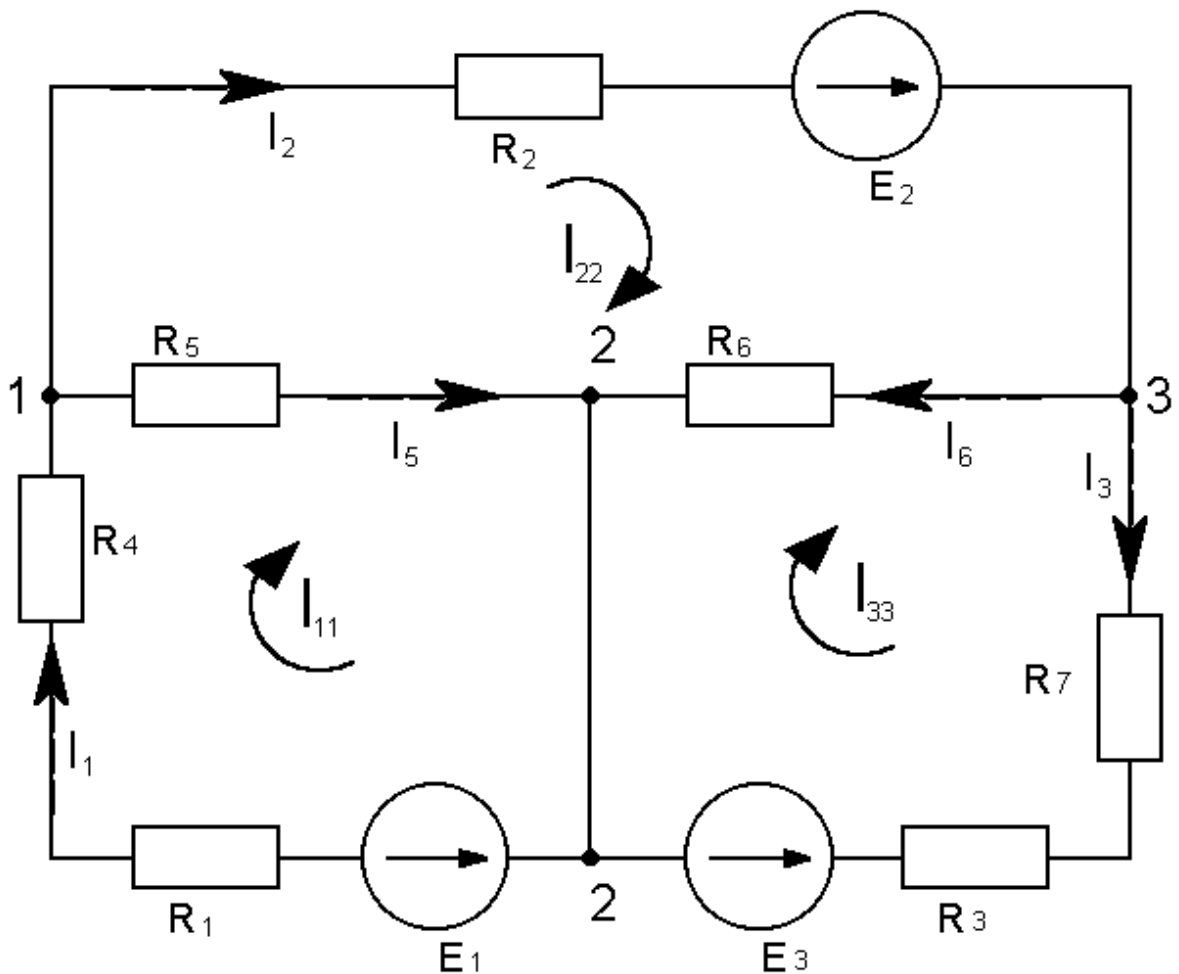 I₂
R₂
E₂
I₂₂
R₅
2
R₆
1
3
I₅
I₆
I₃
R₄
I₁₁
I₃₃
R₇
I₁
R₁
E₁
2
E₃
R₃